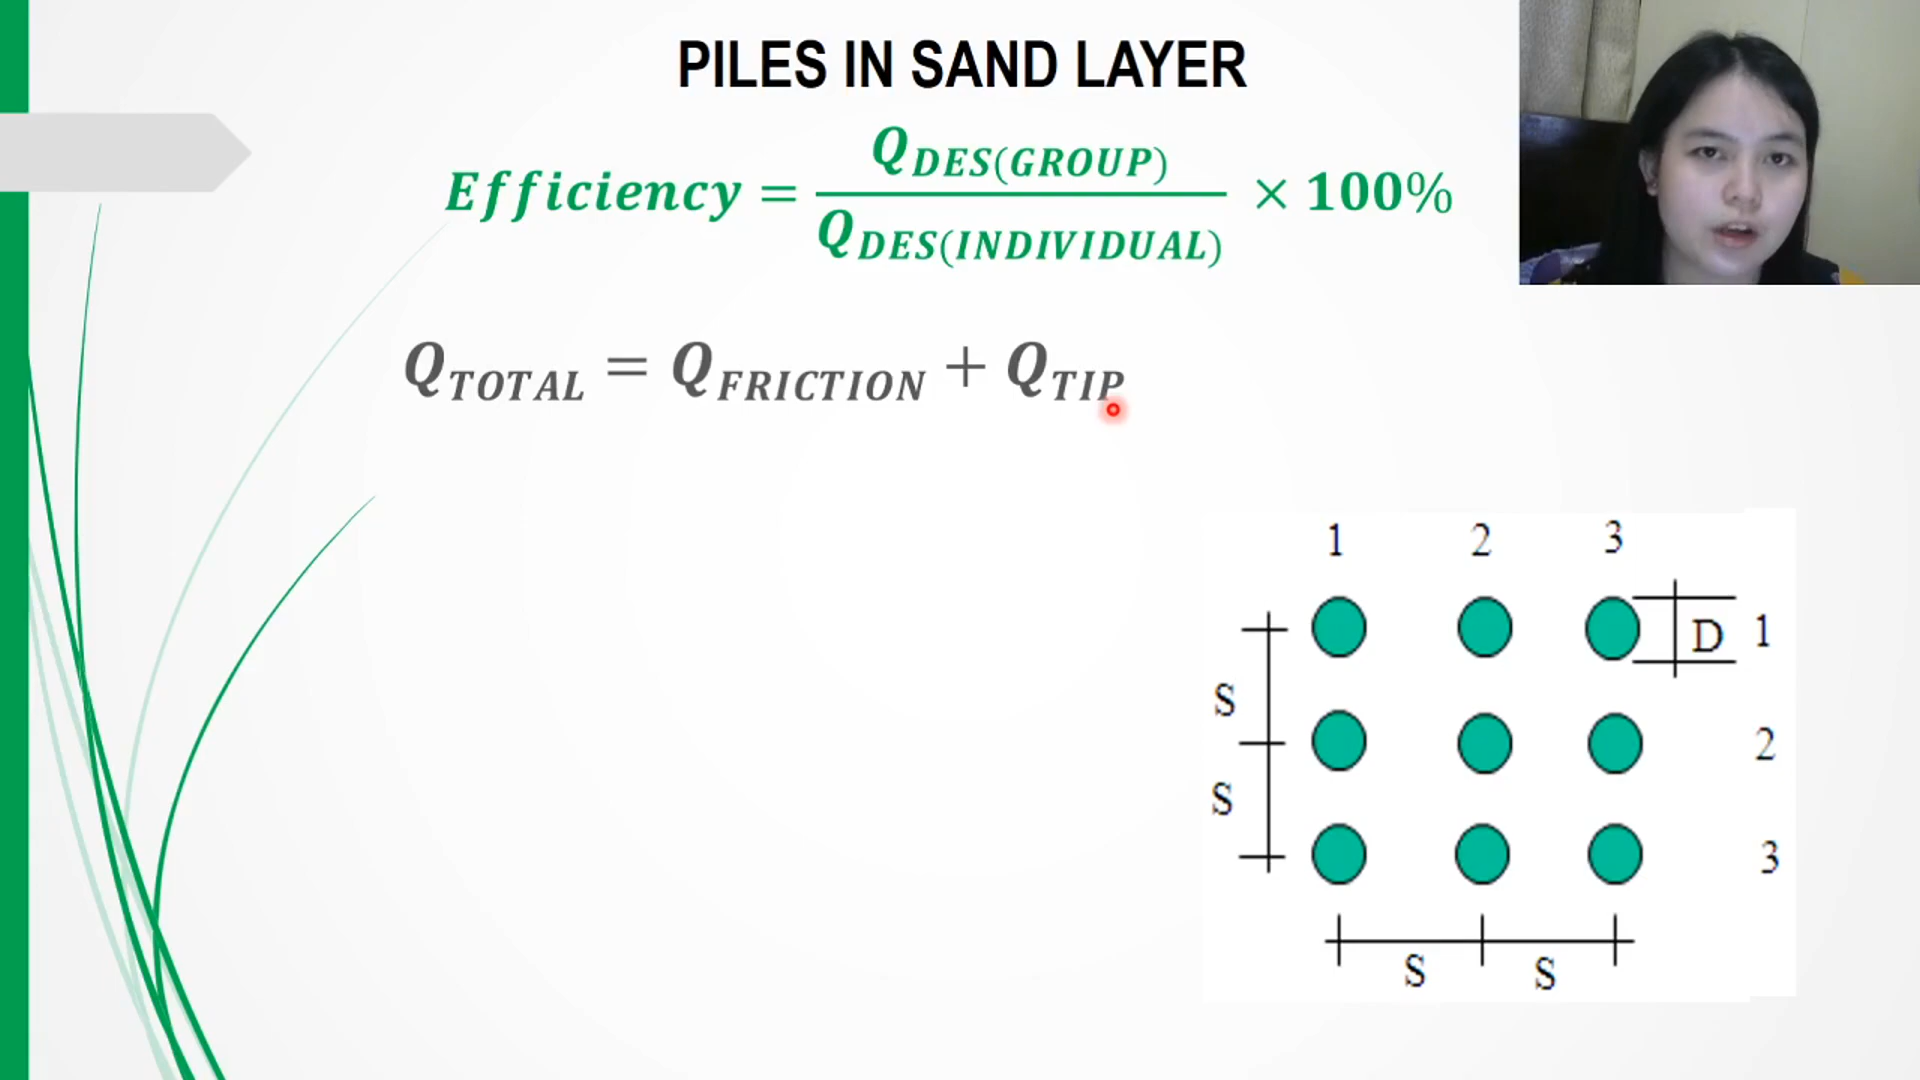 PILES IN SAND LAYER
Efficiency = Q_DES(GROUP) / Q_DES(INDIVIDUAL) × 100%
Q_TOTAL = Q_FRICTION + Q_TIP
1 2 3
D 1
S
2
S
3
S S